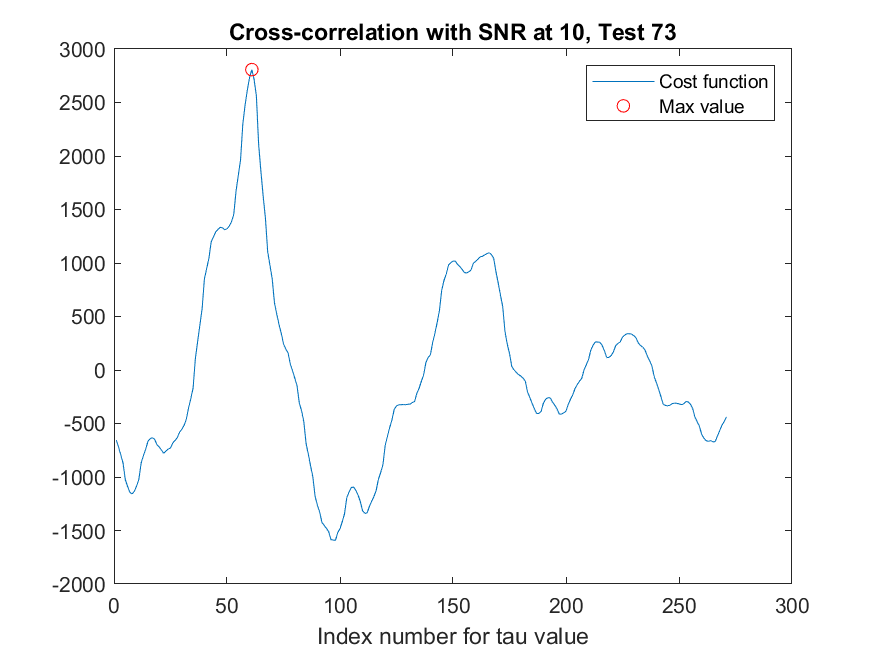 Cross-correlation with SNR at 10, Test 73
3000
2500
2000
1500
1000
500
0
-500
-1000
-1500
-2000
Cost function
Max value
0 50 100 150 200 250 300
Index number for tau value